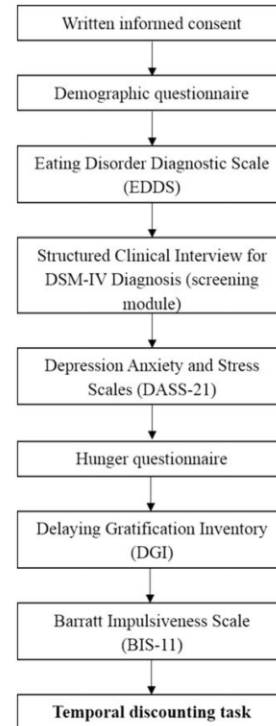 Written informed consent
Demographic questionnaire
Eating Disorder Diagnostic Scale
(EDDS)
Structured Clinical Interview for
DSM-IV Diagnosis (screening
module)
Depression Anxiety and Stress
Scales (DASS-21)
Hunger questionnaire
Delaying Gratification Inventory
(DGI)
Barratt Impulsiveness Scale
(BIS-11)
Temporal discounting task